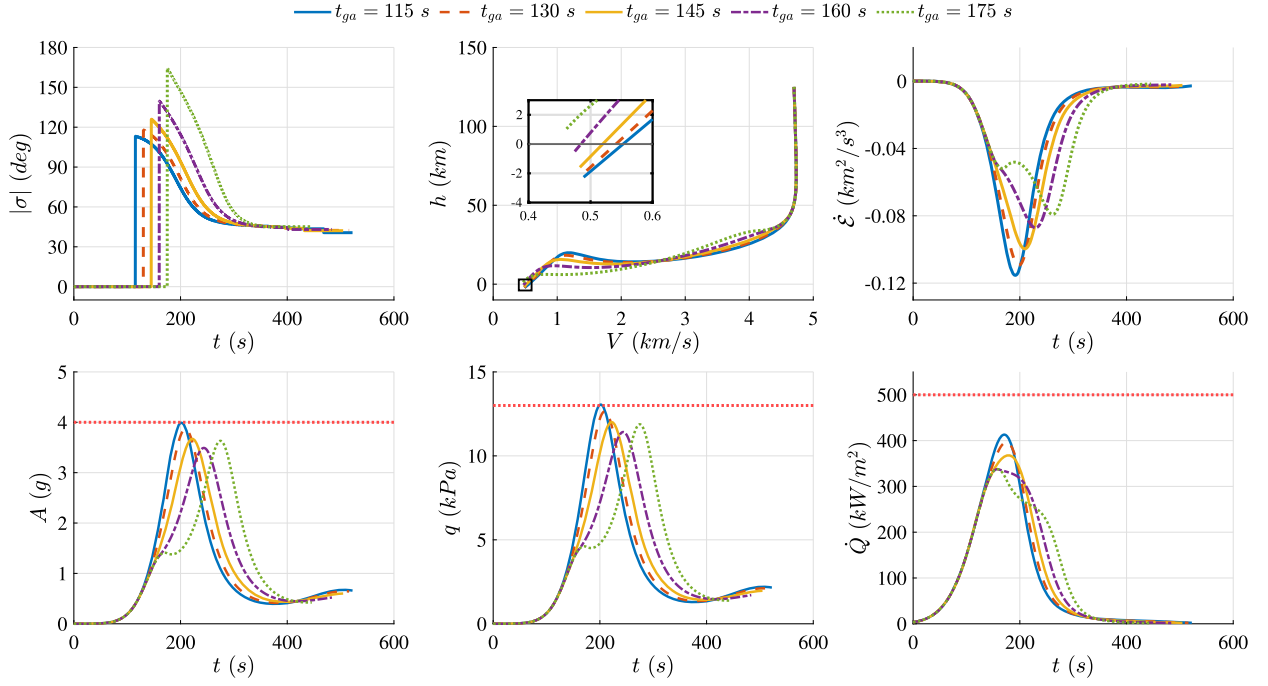 t_ga = 115 s t_ga = 130 s t_ga = 145 s t_ga = 160 s t_ga = 175 s
180
150
120
90
60
30
0
|σ| (deg)
0 200 400 600
t (s)
150
100
50
0
h (km)
2
0
-2
-4
0.4 0.5 0.6
0 1 2 3 4 5
V (km/s)
0
-0.04
-0.08
-0.12
Ė (km²/s³)
0 200 400 600
t (s)
5
4
3
2
1
0
A (g)
0 200 400 600
t (s)
15
10
5
0
q (kPa)
0 200 400 600
t (s)
500
400
300
200
100
0
Q̇ (kW/m²)
0 200 400 600
t (s)